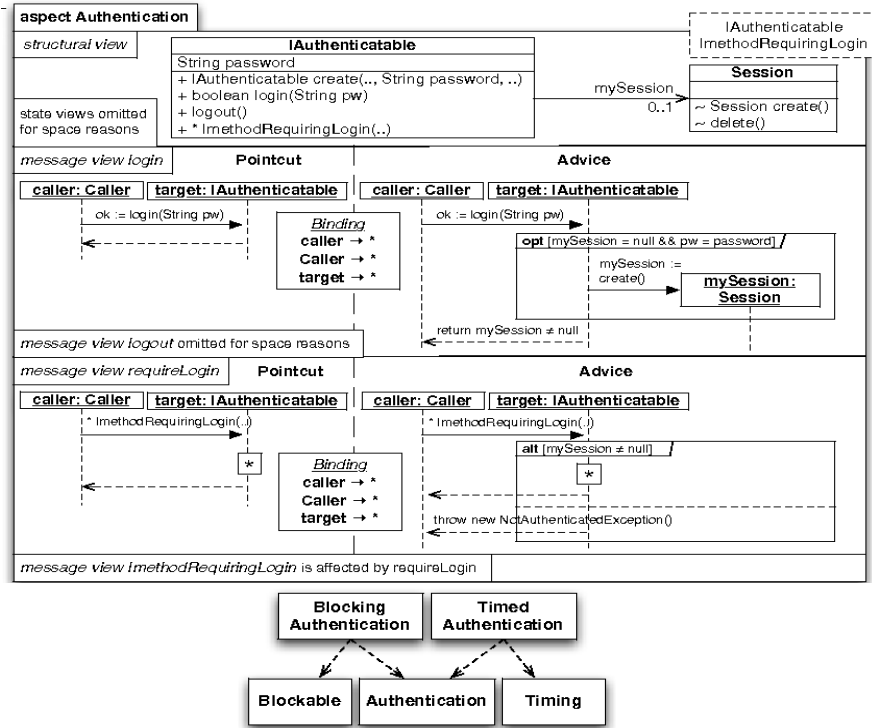 aspect Authentication
structural view
IAuthenticatable
String password
+ IAuthenticatable create(.., String password, ..)
+ boolean login(String pw)
+ logout()
+ * ImethodRequiringLogin(..)
state views omitted
for space reasons
mySession
0..1
IAuthenticatable
ImethodRequiringLogin
Session
~ Session create()
~ delete()
message view login
Pointcut
Advice
caller: Caller
target: IAuthenticatable
ok := login(String pw)
Binding
caller → *
Caller → *
target → *
caller: Caller
target: IAuthenticatable
ok := login(String pw)
opt [mySession = null && pw = password]
mySession :=
create()
mySession:
Session
return mySession ≠ null
message view logout omitted for space reasons
message view requireLogin
Pointcut
Advice
caller: Caller
target: IAuthenticatable
* ImethodRequiringLogin(..)
*
Binding
caller → *
Caller → *
target → *
caller: Caller
target: IAuthenticatable
* ImethodRequiringLogin(..)
alt [mySession ≠ null]
*
throw new NotAuthenticatedException()
message view ImethodRequiringLogin is affected by requireLogin
Blocking
Authentication
Timed
Authentication
Blockable
Authentication
Timing